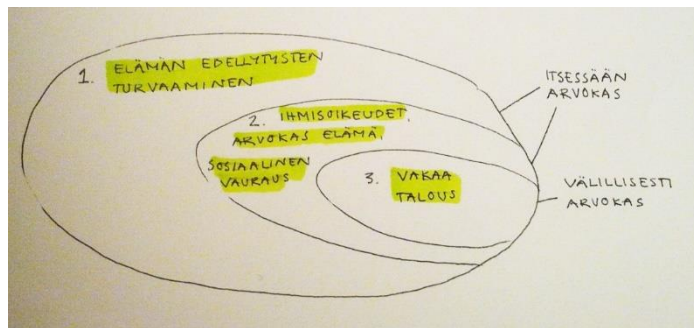 1. ELÄMÄN EDELLYTYSTEN
TURVAAMINEN
2. IHMISOIKEUDET,
ARVOKAS ELÄMÄ,
SOSIAALINEN
VAURAUS
3. VAKAA
TALOUS
ITSESSÄÄN
ARVOKAS
VÄLILLISESTI
ARVOKAS